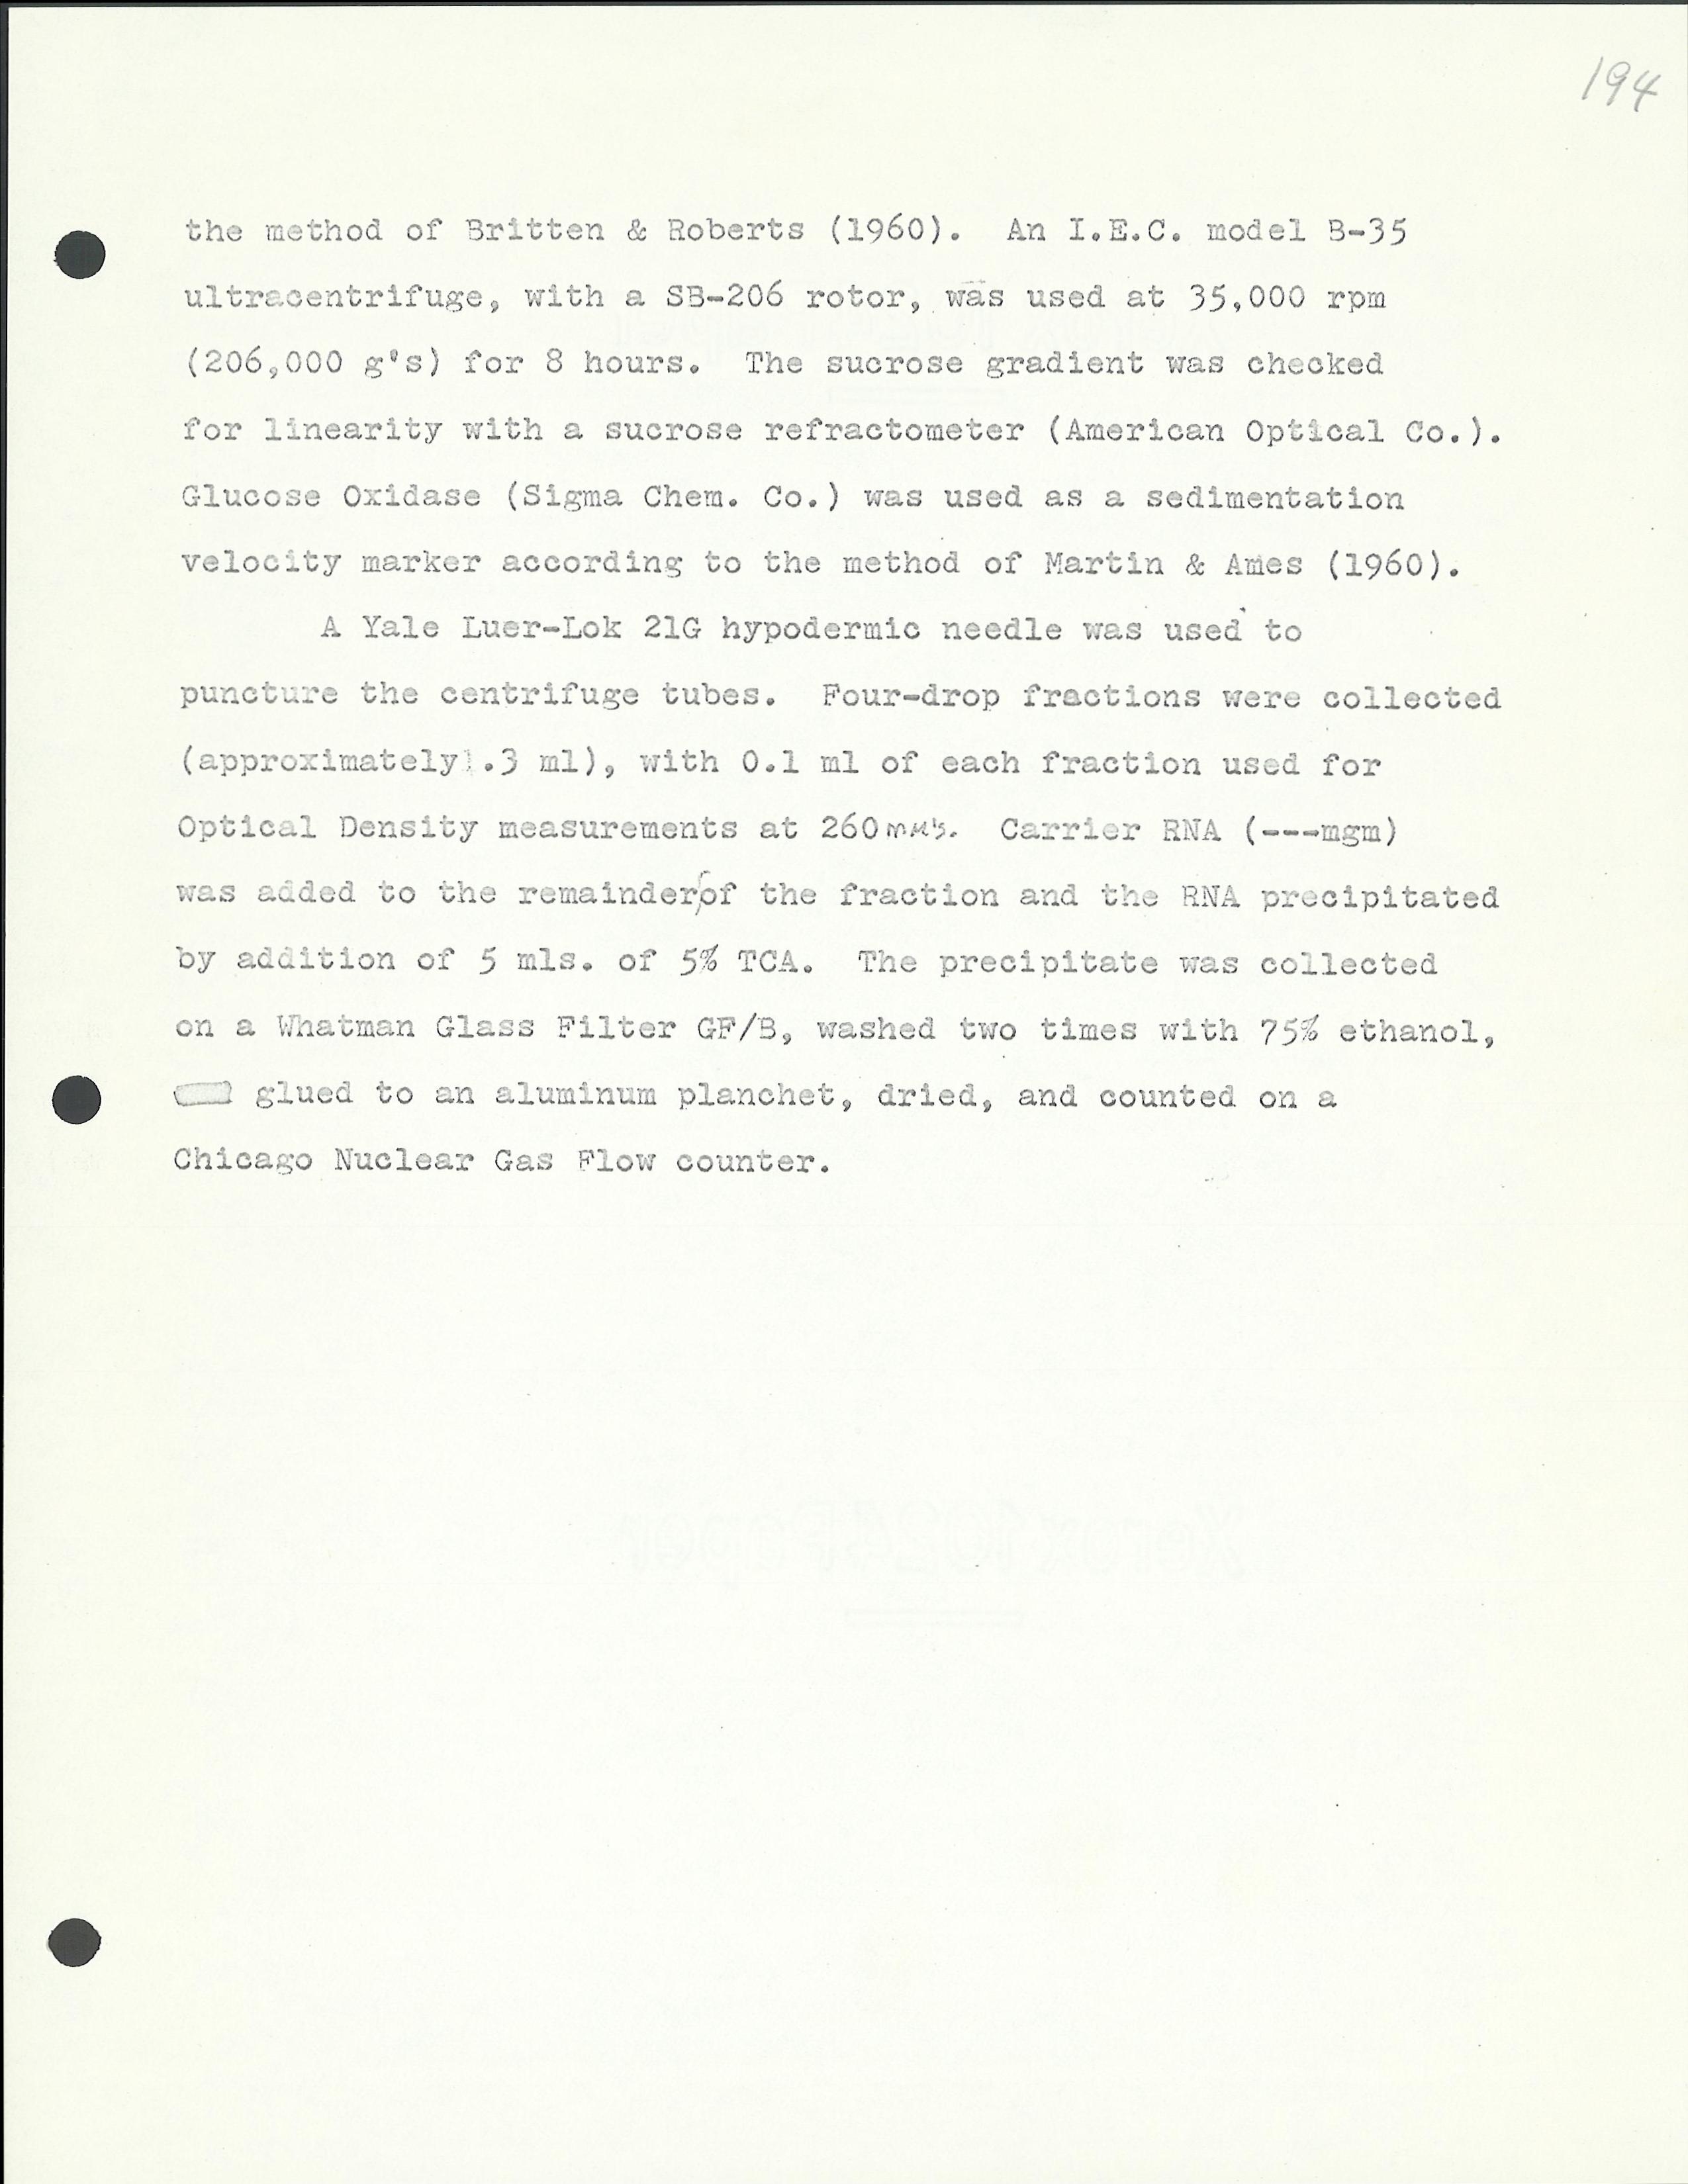 194
the method of Britten & Roberts (1960). An I.E.C. model B-35
ultracentrifuge, with a SB-206 rotor, was used at 35,000 rpm
(206,000 g's) for 8 hours. The sucrose gradient was checked
for linearity with a sucrose refractometer (American Optical Co.).
Glucose Oxidase (Sigma Chem. Co.) was used as a sedimentation
velocity marker according to the method of Martin & Ames (1960).
A Yale Luer-Lok 21G hypodermic needle was used to
puncture the centrifuge tubes. Four-drop fractions were collected
(approximately .3 ml), with 0.1 ml of each fraction used for
Optical Density measurements at 260 mμ's. Carrier RNA (---mgm)
was added to the remainder of the fraction and the RNA precipitated
by addition of 5 mls. of 5% TCA. The precipitate was collected
on a Whatman Glass Filter GF/B, washed two times with 75% ethanol,
glued to an aluminum planchet, dried, and counted on a
Chicago Nuclear Gas Flow counter.